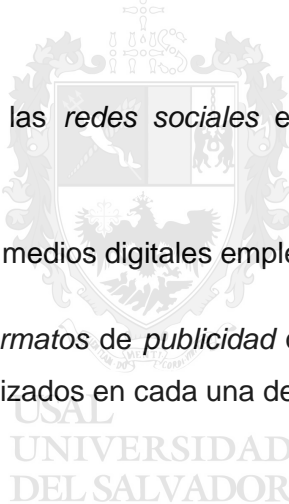 las redes sociales e
medios digitales emple
rmatos de publicidad
izados en cada una de
USAL
UNIVERSIDAD
DEL SALVADOR